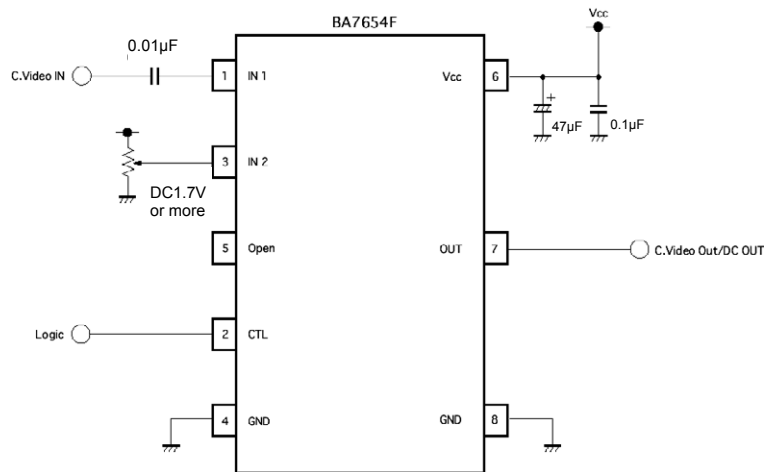 BA7654F
Vcc
0.01µF
C.Video IN
1
IN 1
Vcc
6
+
47µF
0.1µF
3
IN 2
DC1.7V
or more
5
Open
OUT
7
C.Video Out/DC OUT
Logic
2
CTL
4
GND
GND
8